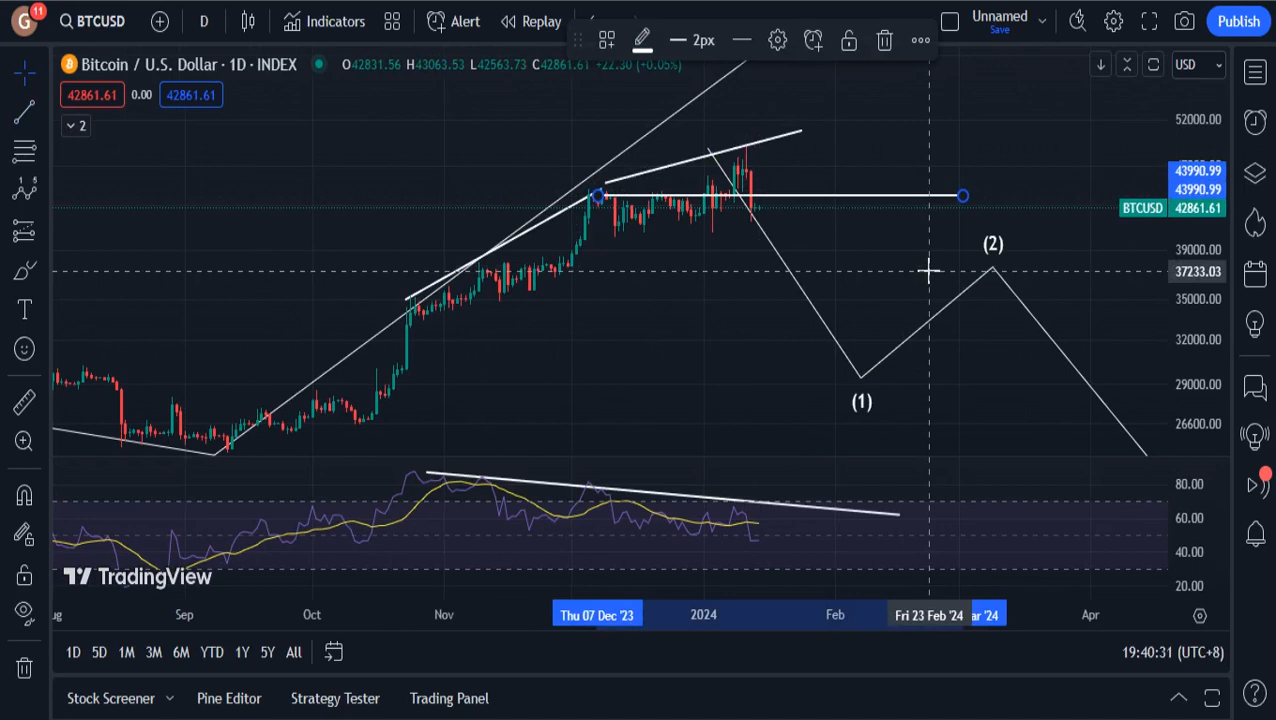 G 11 BTCUSD D Indicators Alert Replay Unnamed Publish
Save
2px
Bitcoin / U.S. Dollar · 1D · INDEX O42831.56 H43063.53 L42563.73 C42861.61 +22.30 (+0.05%) USD
42861.61 0.00 42861.61
2
52000.00
43990.99
43990.99
BTCUSD 42861.61
39000.00
(2)
37233.03
35000.00
32000.00
29000.00
(1)
26600.00
80.00
60.00
40.00
TradingView
20.00
Sep Oct Nov Thu 07 Dec '23 2024 Feb Fri 23 Feb '24 ar '24 Apr
1D 5D 1M 3M 6M YTD 1Y 5Y All 19:40:31 (UTC+8)
Stock Screener Pine Editor Strategy Tester Trading Panel